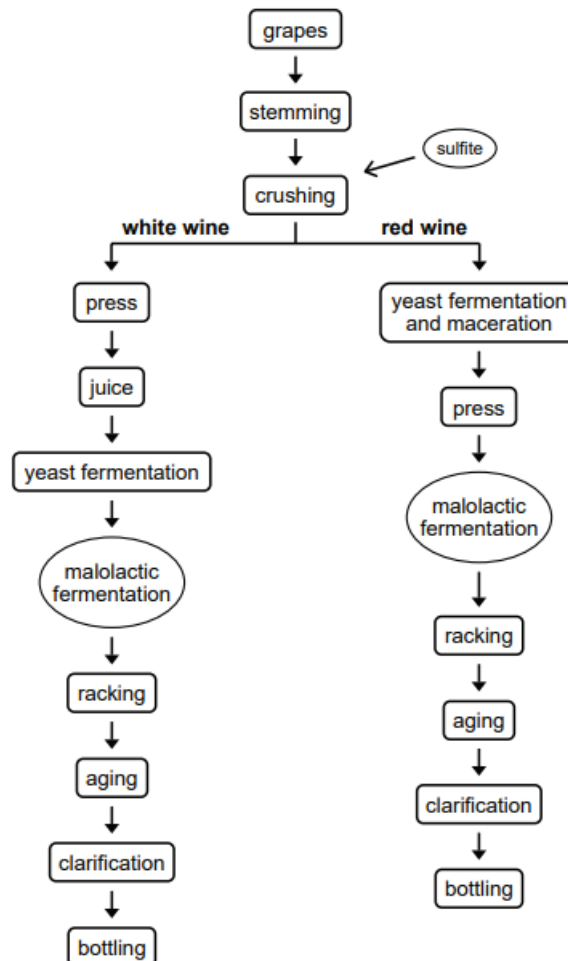 grapes
stemming
sulfite
crushing
white wine
red wine
press
juice
yeast fermentation
malolactic
fermentation
racking
aging
clarification
bottling
yeast fermentation
and maceration
press
malolactic
fermentation
racking
aging
clarification
bottling